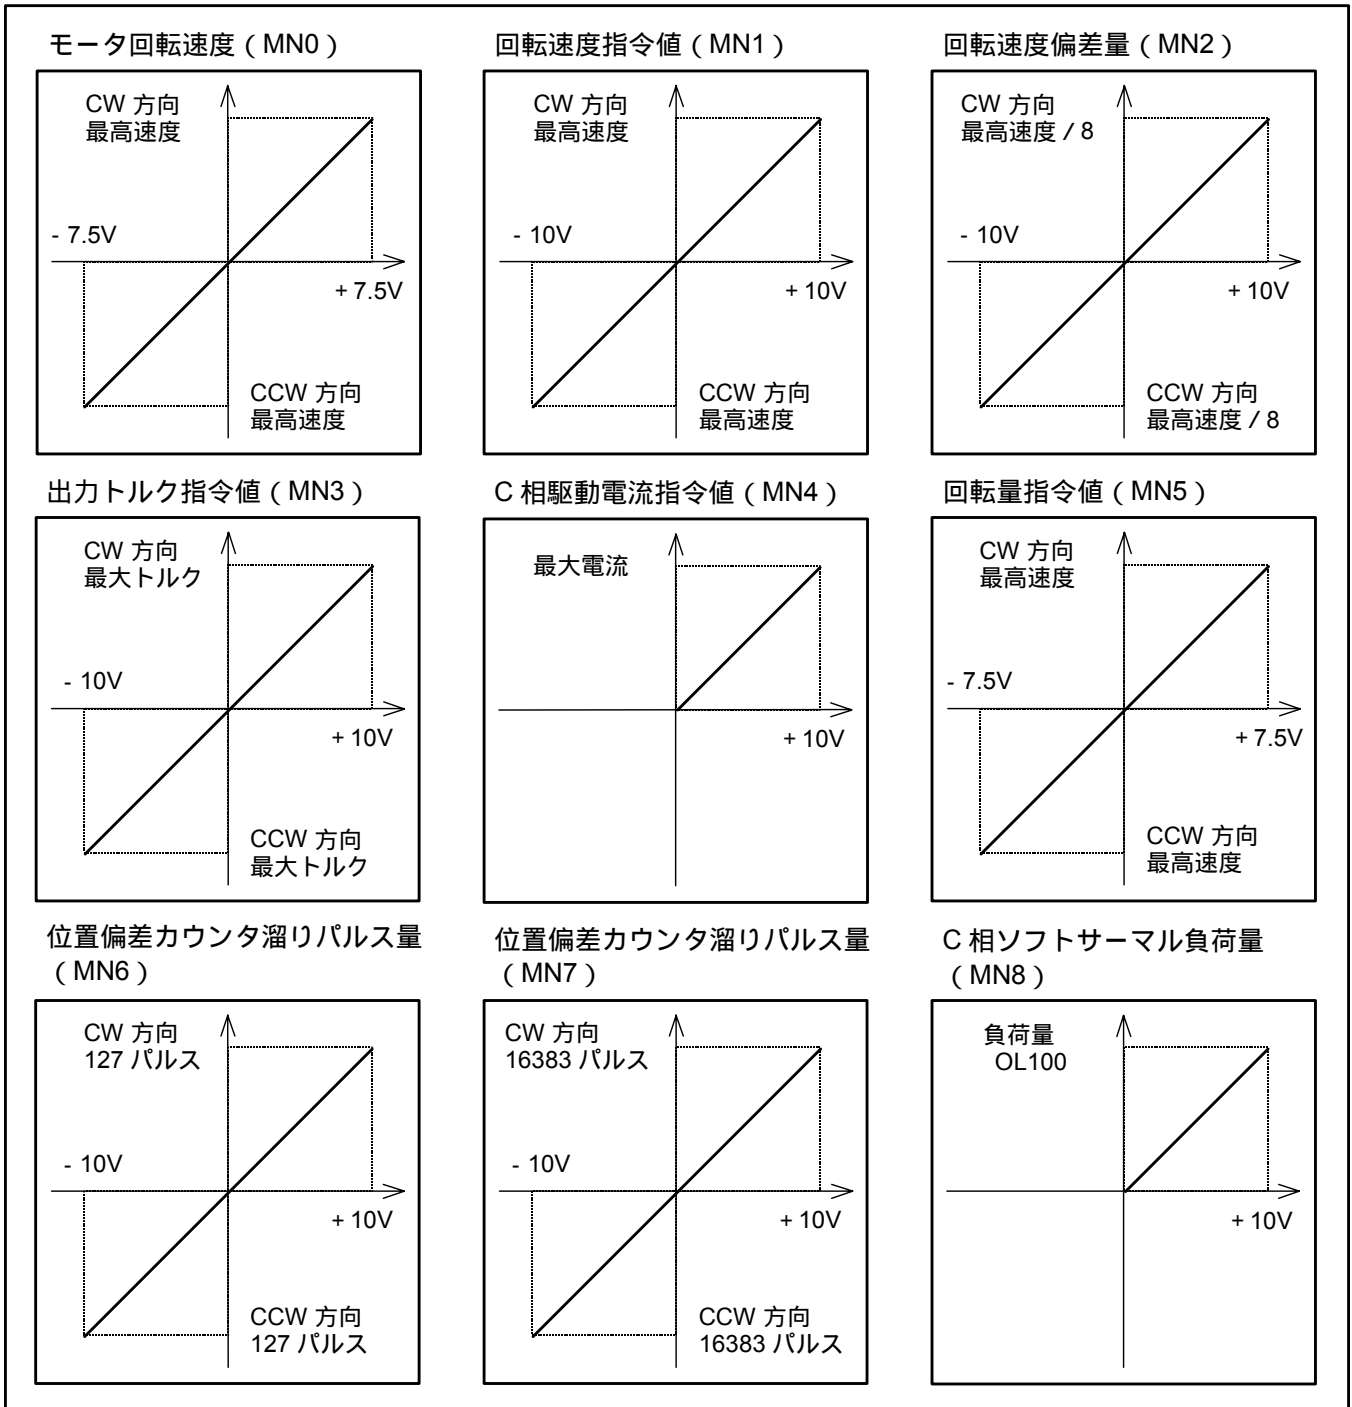 モータ回転速度（MN0）
CW 方向
最高速度
- 7.5V
+ 7.5V
CCW 方向
最高速度
回転速度指令値（MN1）
CW 方向
最高速度
- 10V
+ 10V
CCW 方向
最高速度
回転速度偏差量（MN2）
CW 方向
最高速度 / 8
- 10V
+ 10V
CCW 方向
最高速度 / 8
出力トルク指令値（MN3）
CW 方向
最大トルク
- 10V
+ 10V
CCW 方向
最大トルク
C 相駆動電流指令値（MN4）
最大電流
+ 10V
回転量指令値（MN5）
CW 方向
最高速度
- 7.5V
+ 7.5V
CCW 方向
最高速度
位置偏差カウンタ溜りパルス量
（MN6）
CW 方向
127 パルス
- 10V
+ 10V
CCW 方向
127 パルス
位置偏差カウンタ溜りパルス量
（MN7）
CW 方向
16383 パルス
- 10V
+ 10V
CCW 方向
16383 パルス
C 相ソフトサーマル負荷量
（MN8）
負荷量
OL100
+ 10V